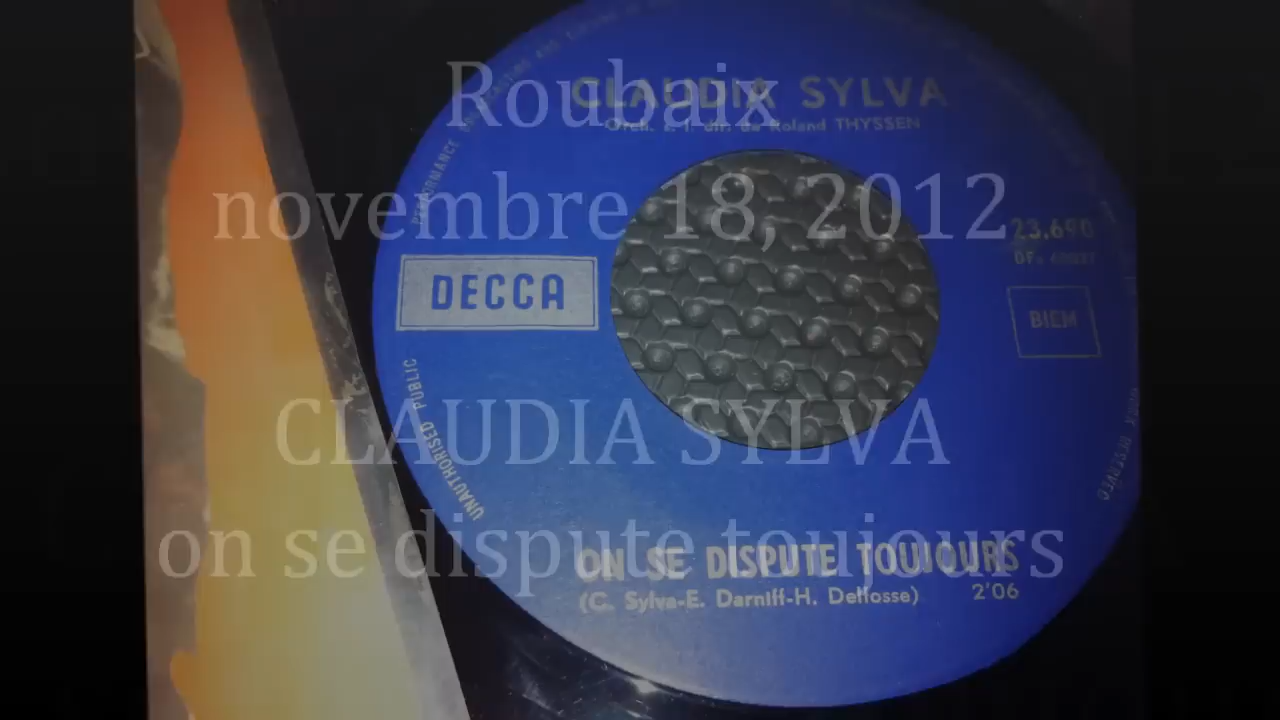 Roubaix
novembre 18, 2012
CLAUDIA SYLVA
on se dispute toujours
CLAUDIA SYLVA
Orch. s. l. dir. de Roland THYSSEN
23.690
DECCA
BIEM
UNAUTHORISED PUBLIC
PERFORMANCE
ON SE DISPUTE TOUJOURS
(C. Sylva-E. Darniff-H. Delfosse) 2'06